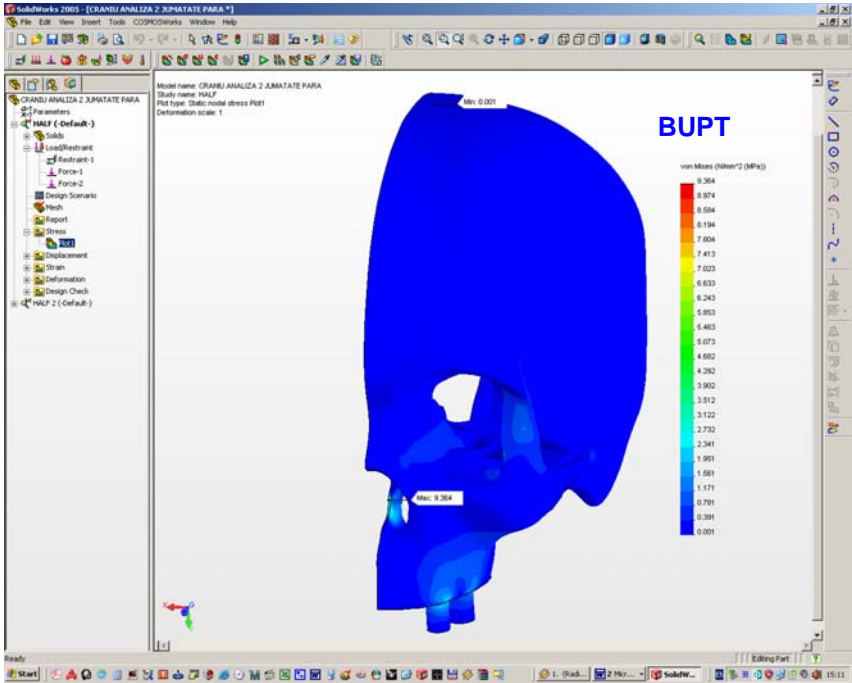 SolidWorks 2005 - [CRANIU ANALIZA 2 JUMATATE PARA *]
File Edit View Insert Tools COSMOSWorks Window Help
CRANIU ANALIZA 2 JUMATATE PARA
Parameters
HALF (-Default-)
Solids
Load/Restraint
Restraint-1
Force-1
Force-2
Design Scenario
Mesh
Report
Stress
Plot1
Displacement
Strain
Deformation
Design Check
HALF 2 (-Default-)
Model name: CRANIU ANALIZA 2 JUMATATE PARA
Study name: HALF
Plot type: Static nodal stress Plot1
Deformation scale: 1
Min: 0.001
BUPT
von Mises (N/mm^2 (MPa))
9.364
8.974
8.584
8.194
7.804
7.413
7.023
6.633
6.243
5.853
5.463
5.073
4.682
4.292
3.902
3.512
3.122
2.732
2.341
1.951
1.561
1.171
0.781
0.391
0.001
Max: 9.364
Ready
Editing Part
Start
1. (Radi...
2 Micr...
SolidW...
15:11